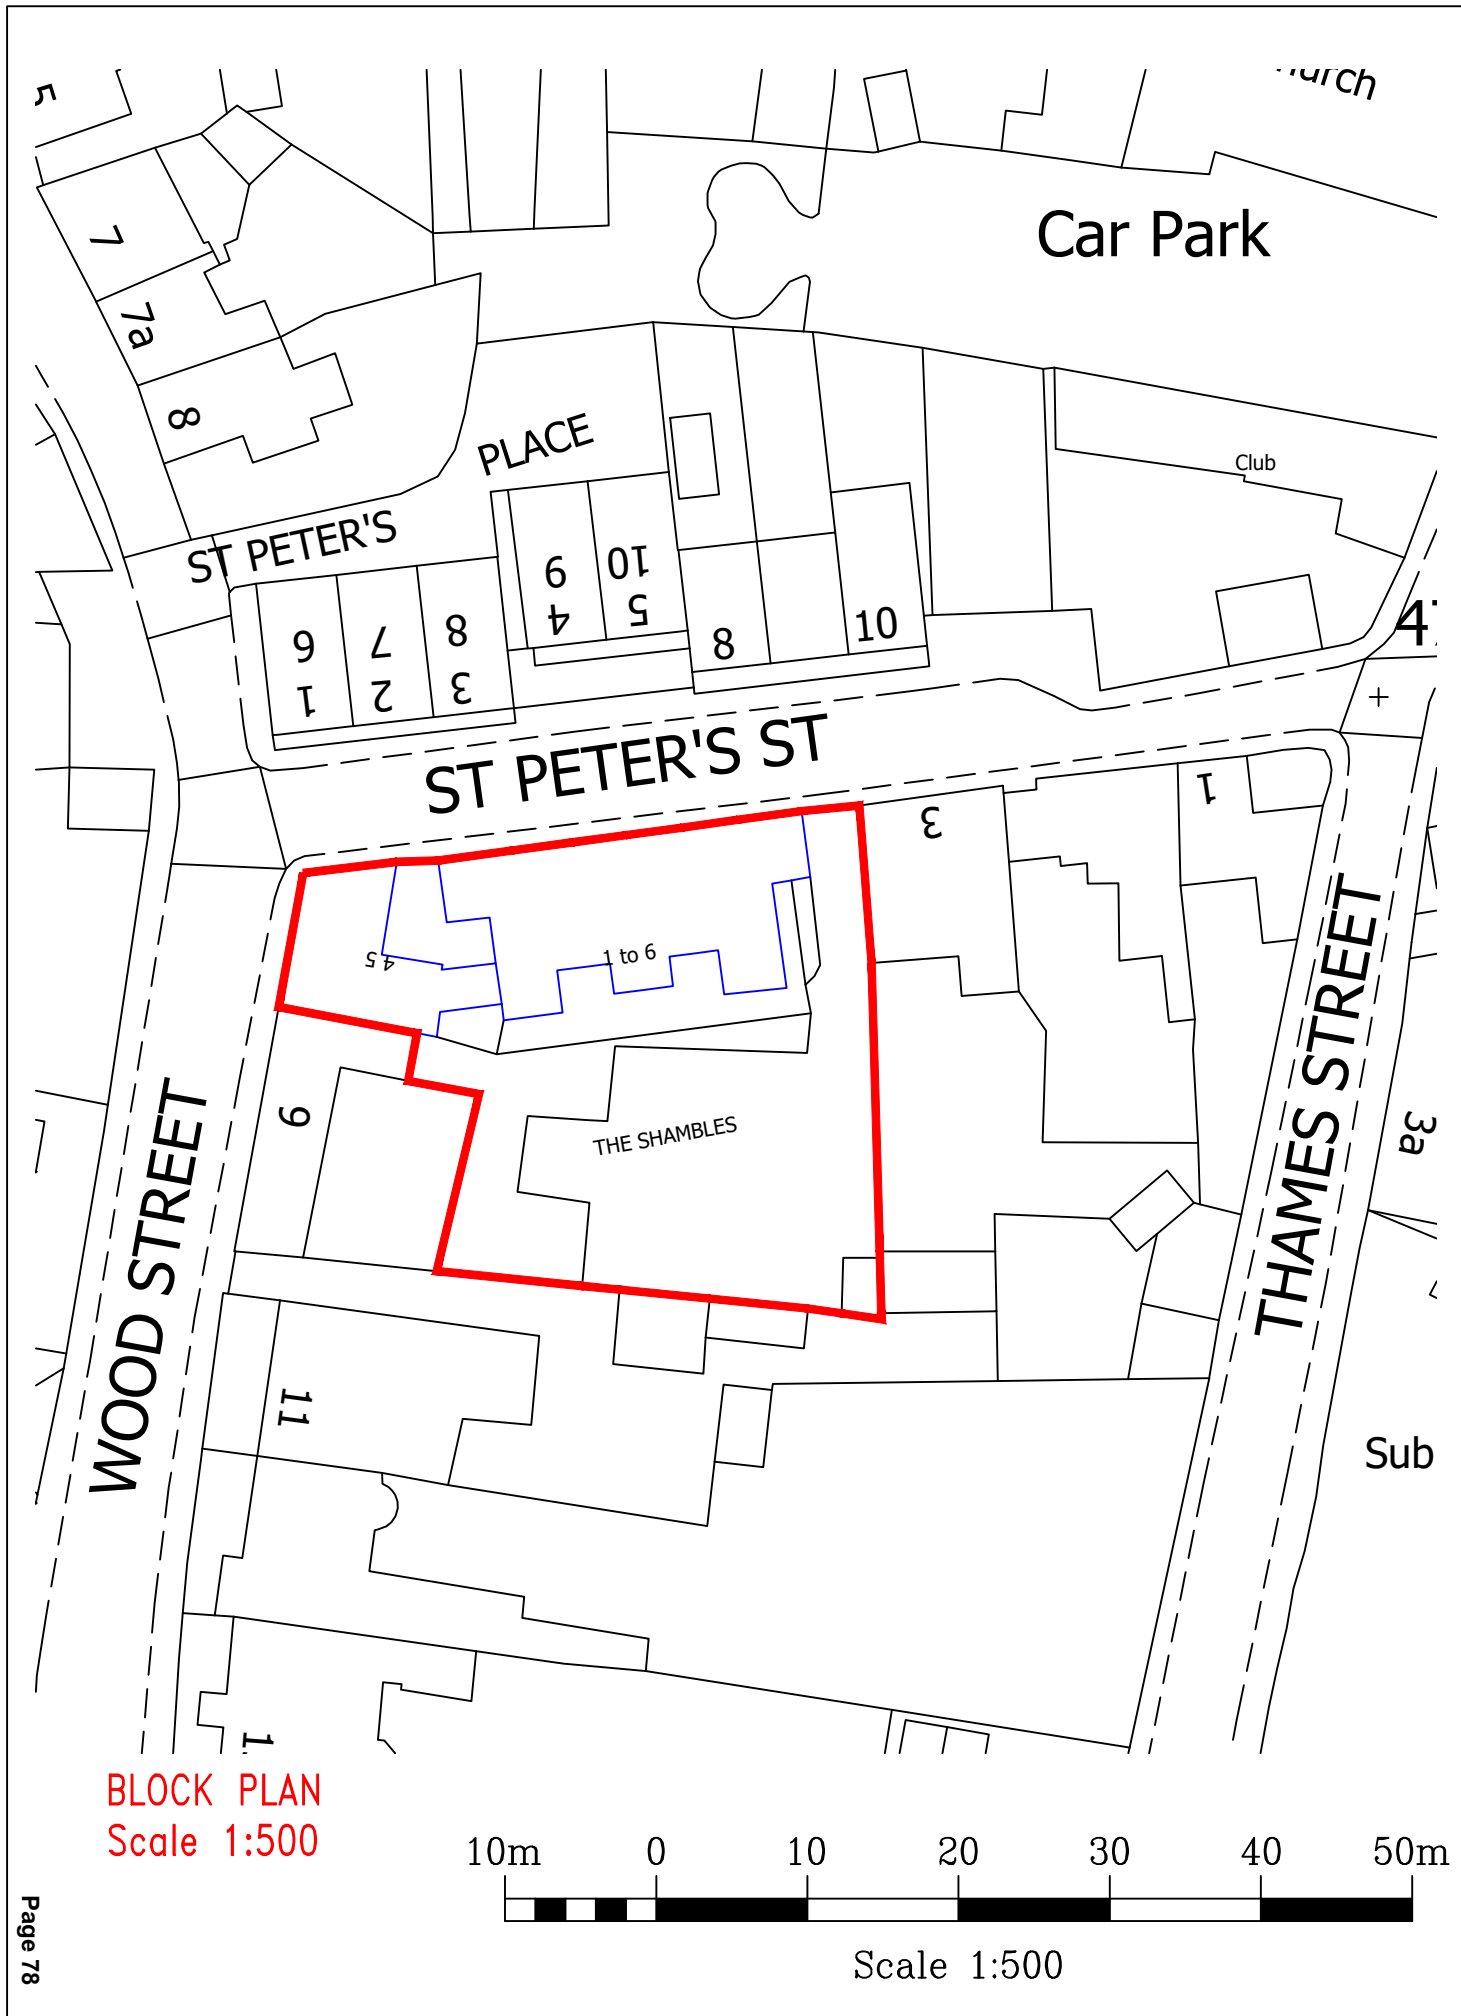 5
7
7a
8
Car Park
PLACE
ST PETER'S
Club
9
4
10
5
6
1
7
2
8
3
8
10
ST PETER'S ST
3
1
4 5
1 to 6
THE SHAMBLES
9
WOOD STREET
THAMES STREET
3a
11
Sub
BLOCK PLAN
Scale 1:500
10m 0 10 20 30 40 50m
Scale 1:500
Page 78